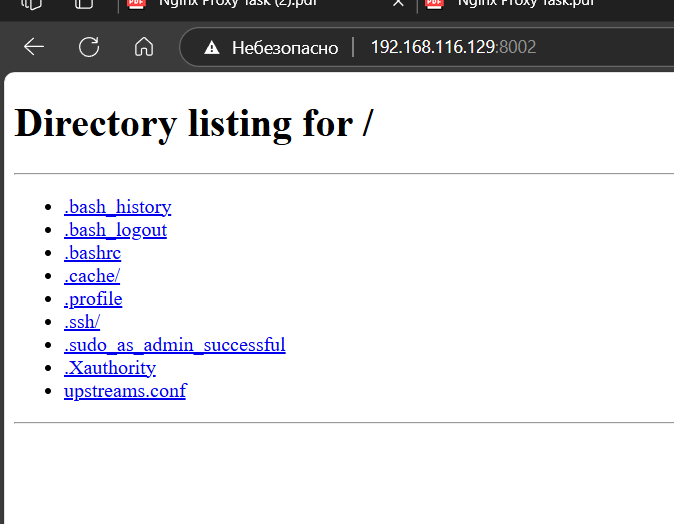 Nginx Proxy Task (2).pdf
Nginx Proxy Task.pdf
Небезопасно 192.168.116.129:8002
Directory listing for /
.bash_history
.bash_logout
.bashrc
.cache/
.profile
.ssh/
.sudo_as_admin_successful
.Xauthority
upstreams.conf